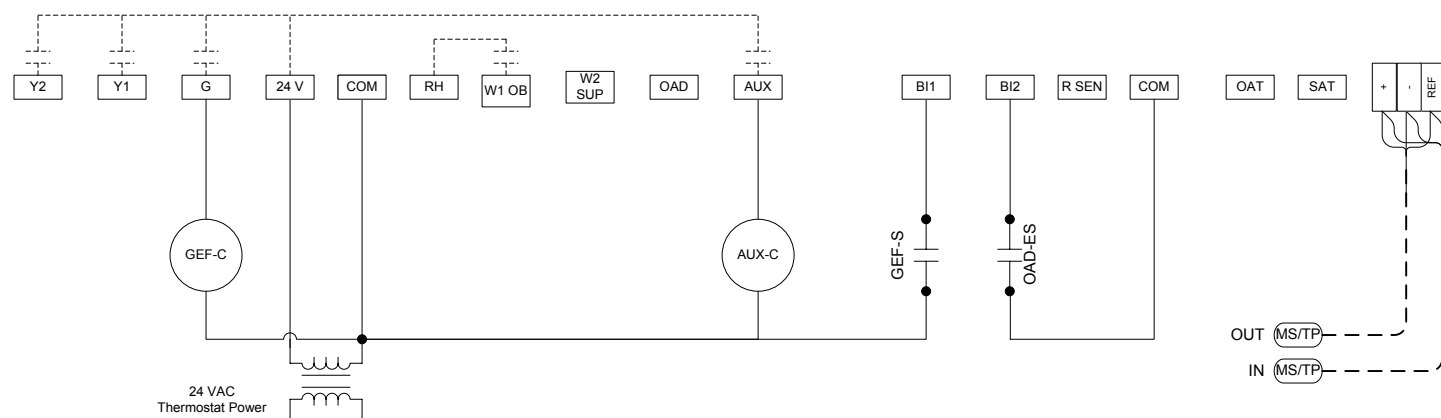 Y2
Y1
G
24 V
COM
RH
W1 OB
W2
SUP
OAD
AUX
BI1
BI2
R SEN
COM
OAT
SAT
+
-
REF
GEF-C
AUX-C
GEF-S
OAD-ES
OUT MS/TP
IN MS/TP
24 VAC
Thermostat Power